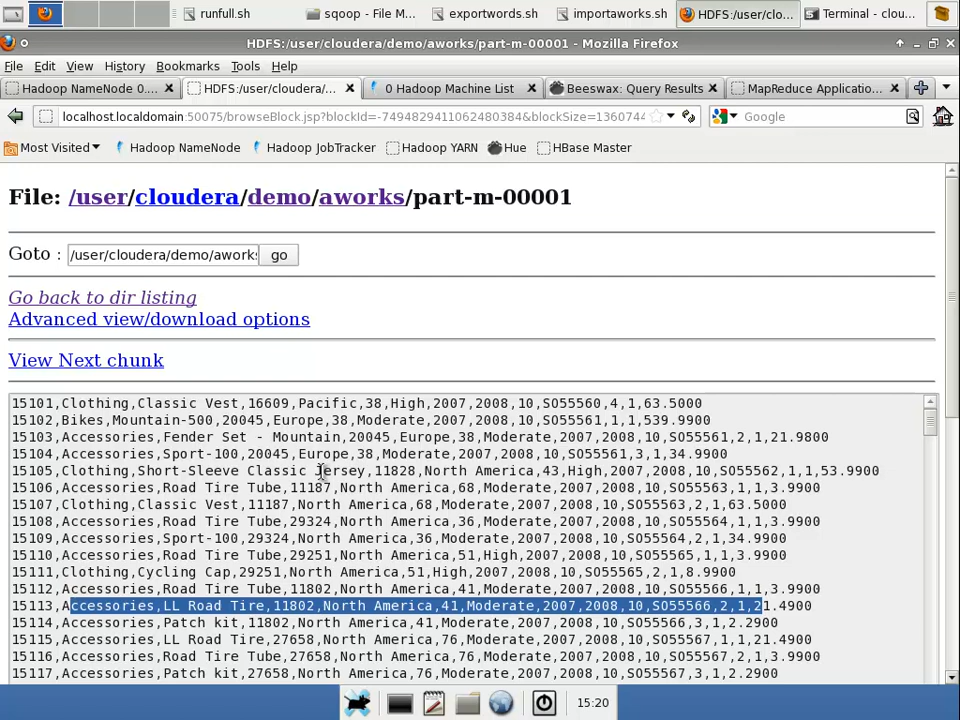 runfull.sh
sqoop - File M...
exportwords.sh
importaworks.sh
HDFS:/user/clo...
Terminal - clou...
HDFS:/user/cloudera/demo/aworks/part-m-00001 - Mozilla Firefox
File Edit View History Bookmarks Tools Help
Hadoop NameNode 0....
HDFS:/user/cloudera/...
0 Hadoop Machine List
Beeswax: Query Results
MapReduce Applicatio...
localhost.localdomain:50075/browseBlock.jsp?blockId=-7494829411062480384&blockSize=1360744
Google
Most Visited
Hadoop NameNode
Hadoop JobTracker
Hadoop YARN
Hue
HBase Master
File: /user/cloudera/demo/aworks/part-m-00001
Goto : /user/cloudera/demo/aworks go
Go back to dir listing
Advanced view/download options
View Next chunk
15101,Clothing,Classic Vest,16609,Pacific,38,High,2007,2008,10,SO55560,4,1,63.5000
15102,Bikes,Mountain-500,20045,Europe,38,Moderate,2007,2008,10,SO55561,1,1,539.9900
15103,Accessories,Fender Set - Mountain,20045,Europe,38,Moderate,2007,2008,10,SO55561,2,1,21.9800
15104,Accessories,Sport-100,20045,Europe,38,Moderate,2007,2008,10,SO55561,3,1,34.9900
15105,Clothing,Short-Sleeve Classic Jersey,11828,North America,43,High,2007,2008,10,SO55562,1,1,53.9900
15106,Accessories,Road Tire Tube,11187,North America,68,Moderate,2007,2008,10,SO55563,1,1,3.9900
15107,Clothing,Classic Vest,11187,North America,68,Moderate,2007,2008,10,SO55563,2,1,63.5000
15108,Accessories,Road Tire Tube,29324,North America,36,Moderate,2007,2008,10,SO55564,1,1,3.9900
15109,Accessories,Sport-100,29324,North America,36,Moderate,2007,2008,10,SO55564,2,1,34.9900
15110,Accessories,Road Tire Tube,29251,North America,51,High,2007,2008,10,SO55565,1,1,3.9900
15111,Clothing,Cycling Cap,29251,North America,51,High,2007,2008,10,SO55565,2,1,8.9900
15112,Accessories,Road Tire Tube,11802,North America,41,Moderate,2007,2008,10,SO55566,1,1,3.9900
15113,Accessories,LL Road Tire,11802,North America,41,Moderate,2007,2008,10,SO55566,2,1,21.4900
15114,Accessories,Patch kit,11802,North America,41,Moderate,2007,2008,10,SO55566,3,1,2.2900
15115,Accessories,LL Road Tire,27658,North America,76,Moderate,2007,2008,10,SO55567,1,1,21.4900
15116,Accessories,Road Tire Tube,27658,North America,76,Moderate,2007,2008,10,SO55567,2,1,3.9900
15117,Accessories,Patch kit,27658,North America,76,Moderate,2007,2008,10,SO55567,3,1,2.2900
15:20